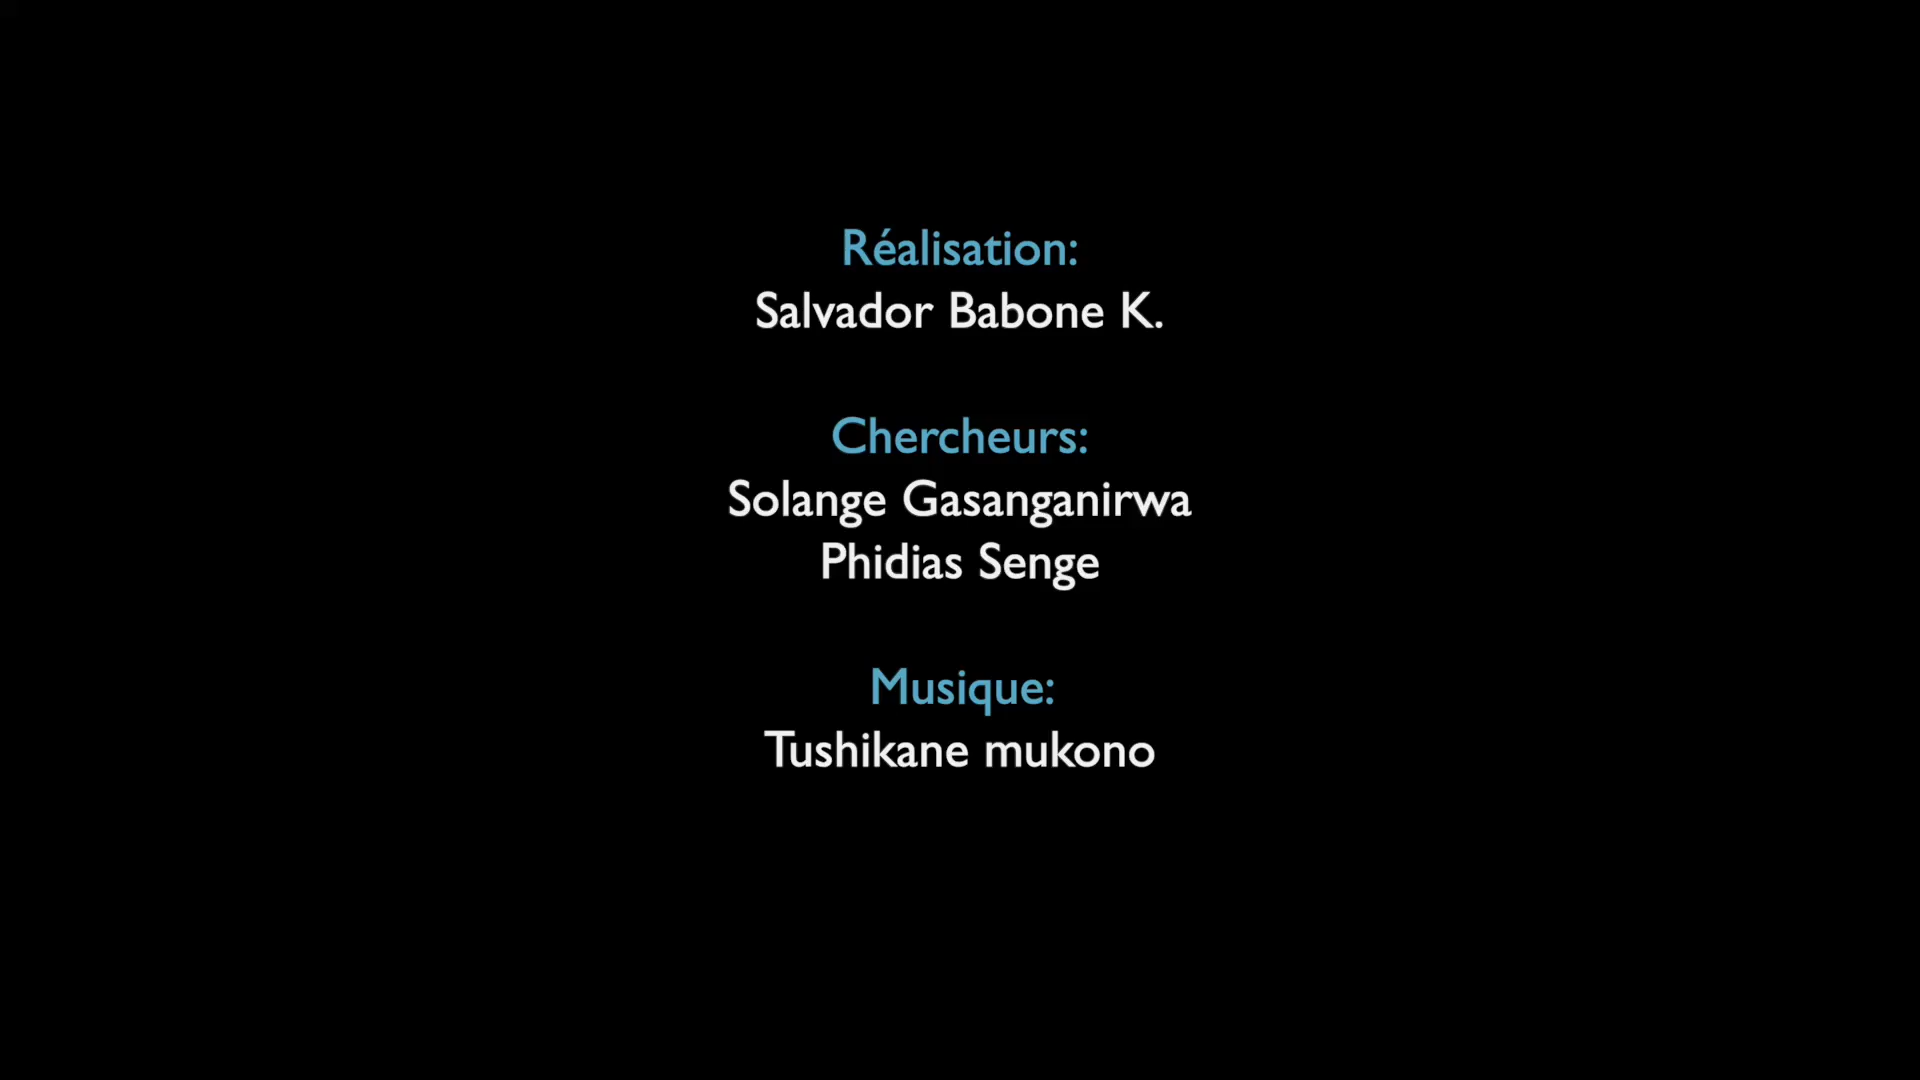 Réalisation:
Salvador Babone K.
Chercheurs:
Solange Gasanganirwa
Phidias Senge
Musique:
Tushikane mukono